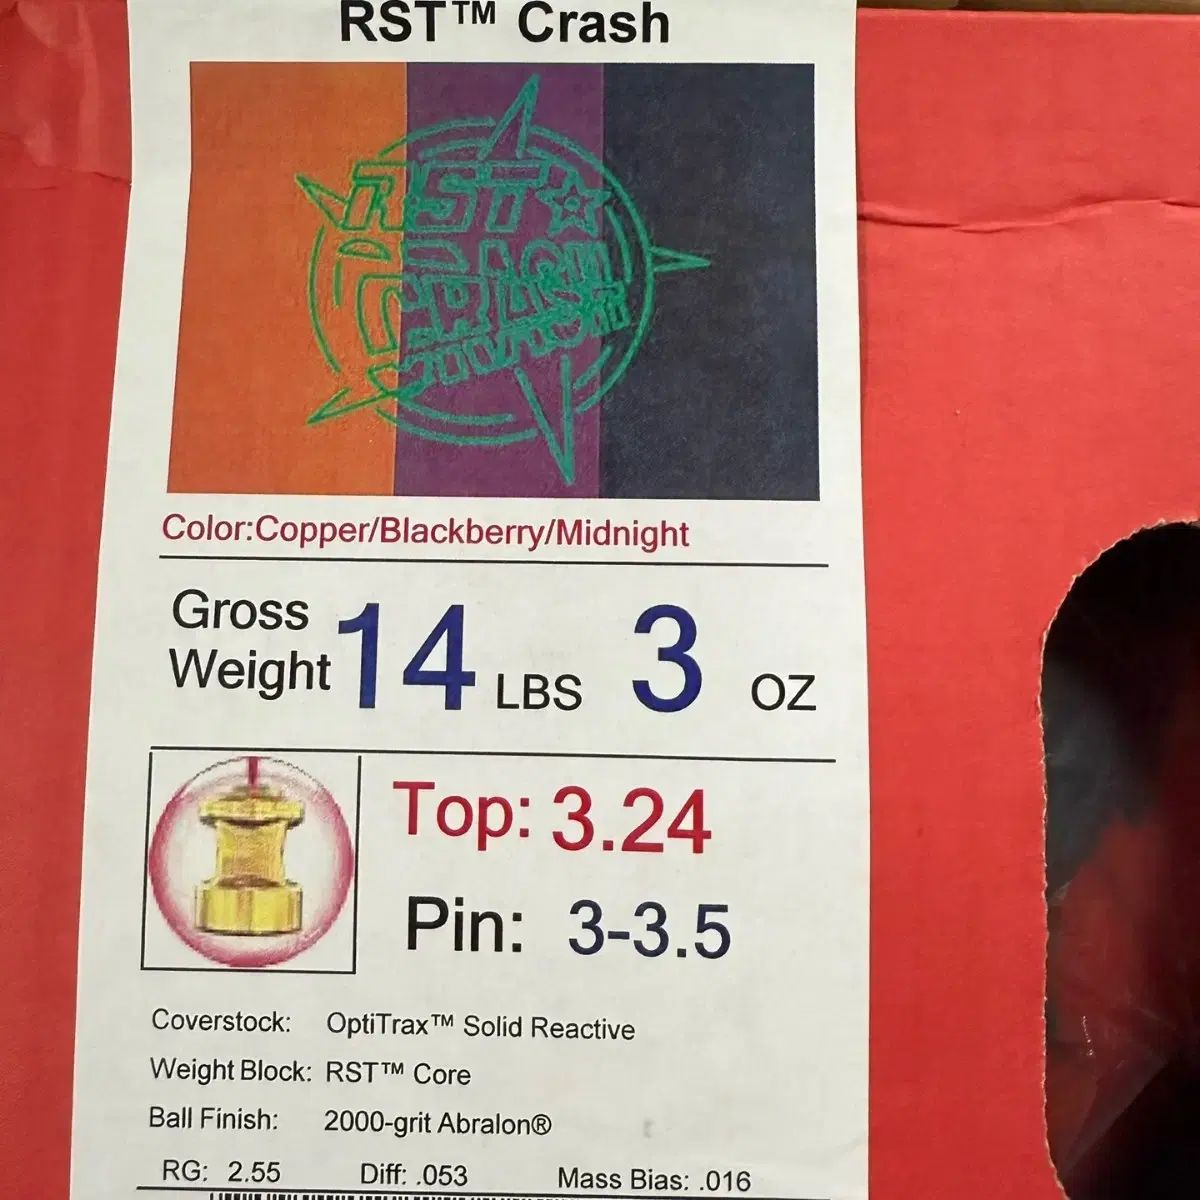 RST™ Crash
RST
Color:Copper/Blackberry/Midnight
Gross
Weight 14 LBS 3 OZ
Top: 3.24
Pin: 3-3.5
Coverstock: OptiTrax™ Solid Reactive
Weight Block: RST™ Core
Ball Finish: 2000-grit Abralon®
RG: 2.55 Diff: .053 Mass Bias: .016